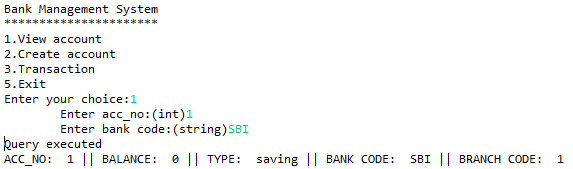 Bank Management System
**********************
1.View account
2.Create account
3.Transaction
5.Exit
Enter your choice:1
Enter acc_no:(int)1
Enter bank code:(string)SBI
Query executed
ACC_NO:  1 || BALANCE:  0 || TYPE:  saving || BANK CODE:  SBI || BRANCH CODE:  1